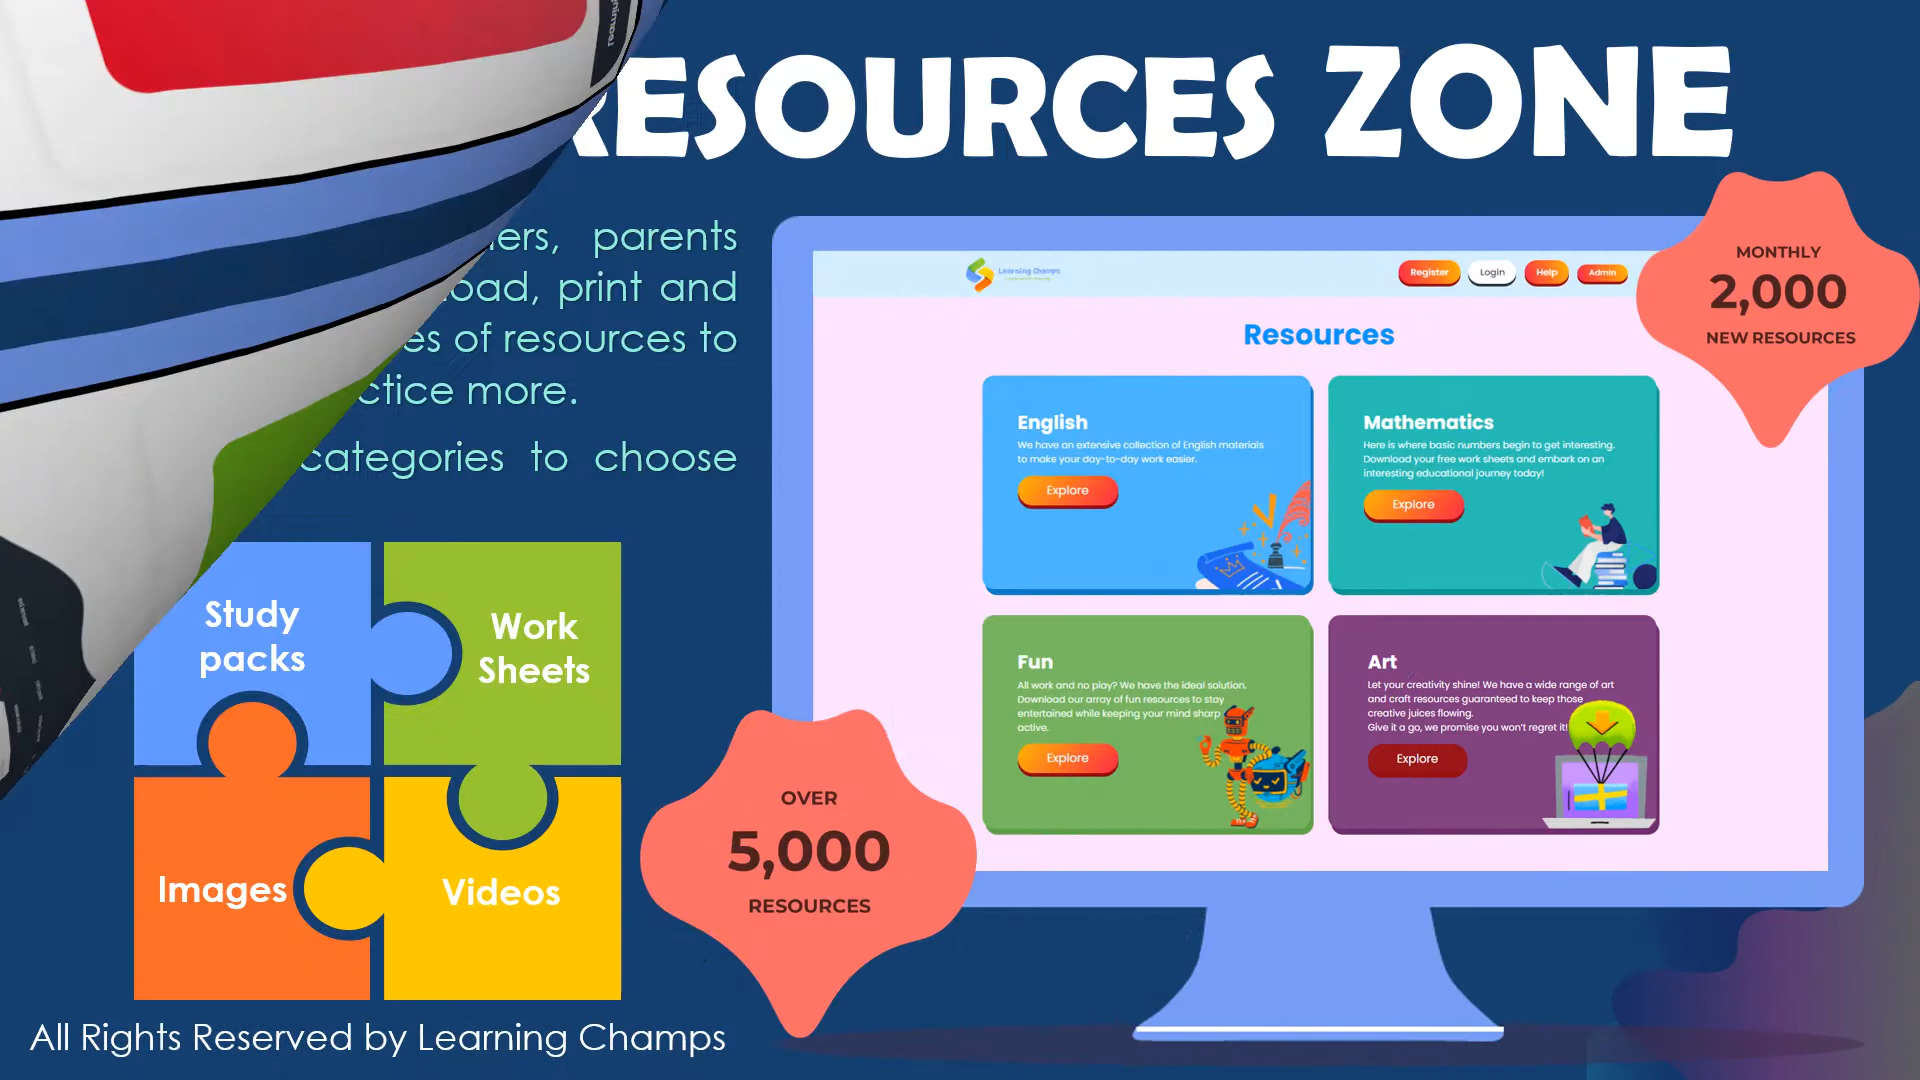 RESOURCES ZONE
parents
print and
of resources to
more.
categories to choose
Study
packs
Work
Sheets
Images
Videos
OVER
5,000
RESOURCES
MONTHLY
2,000
NEW RESOURCES
Learning Champs
Register
Login
Help
Admin
Resources
English
We have an extensive collection of English materials
to make your day-to-day work easier.
Explore
Mathematics
Here is where basic numbers begin to get interesting.
Download your free work sheets and embark on an
interesting educational journey today!
Explore
Fun
All work and no play? We have the ideal solution.
Download our array of fun resources to stay
entertained while keeping your mind sharp
active.
Explore
Art
Let your creativity shine! We have a wide range of art
and craft resources guaranteed to keep those
creative juices flowing.
Give it a go, we promise you won't regret it!
Explore
All Rights Reserved by Learning Champs